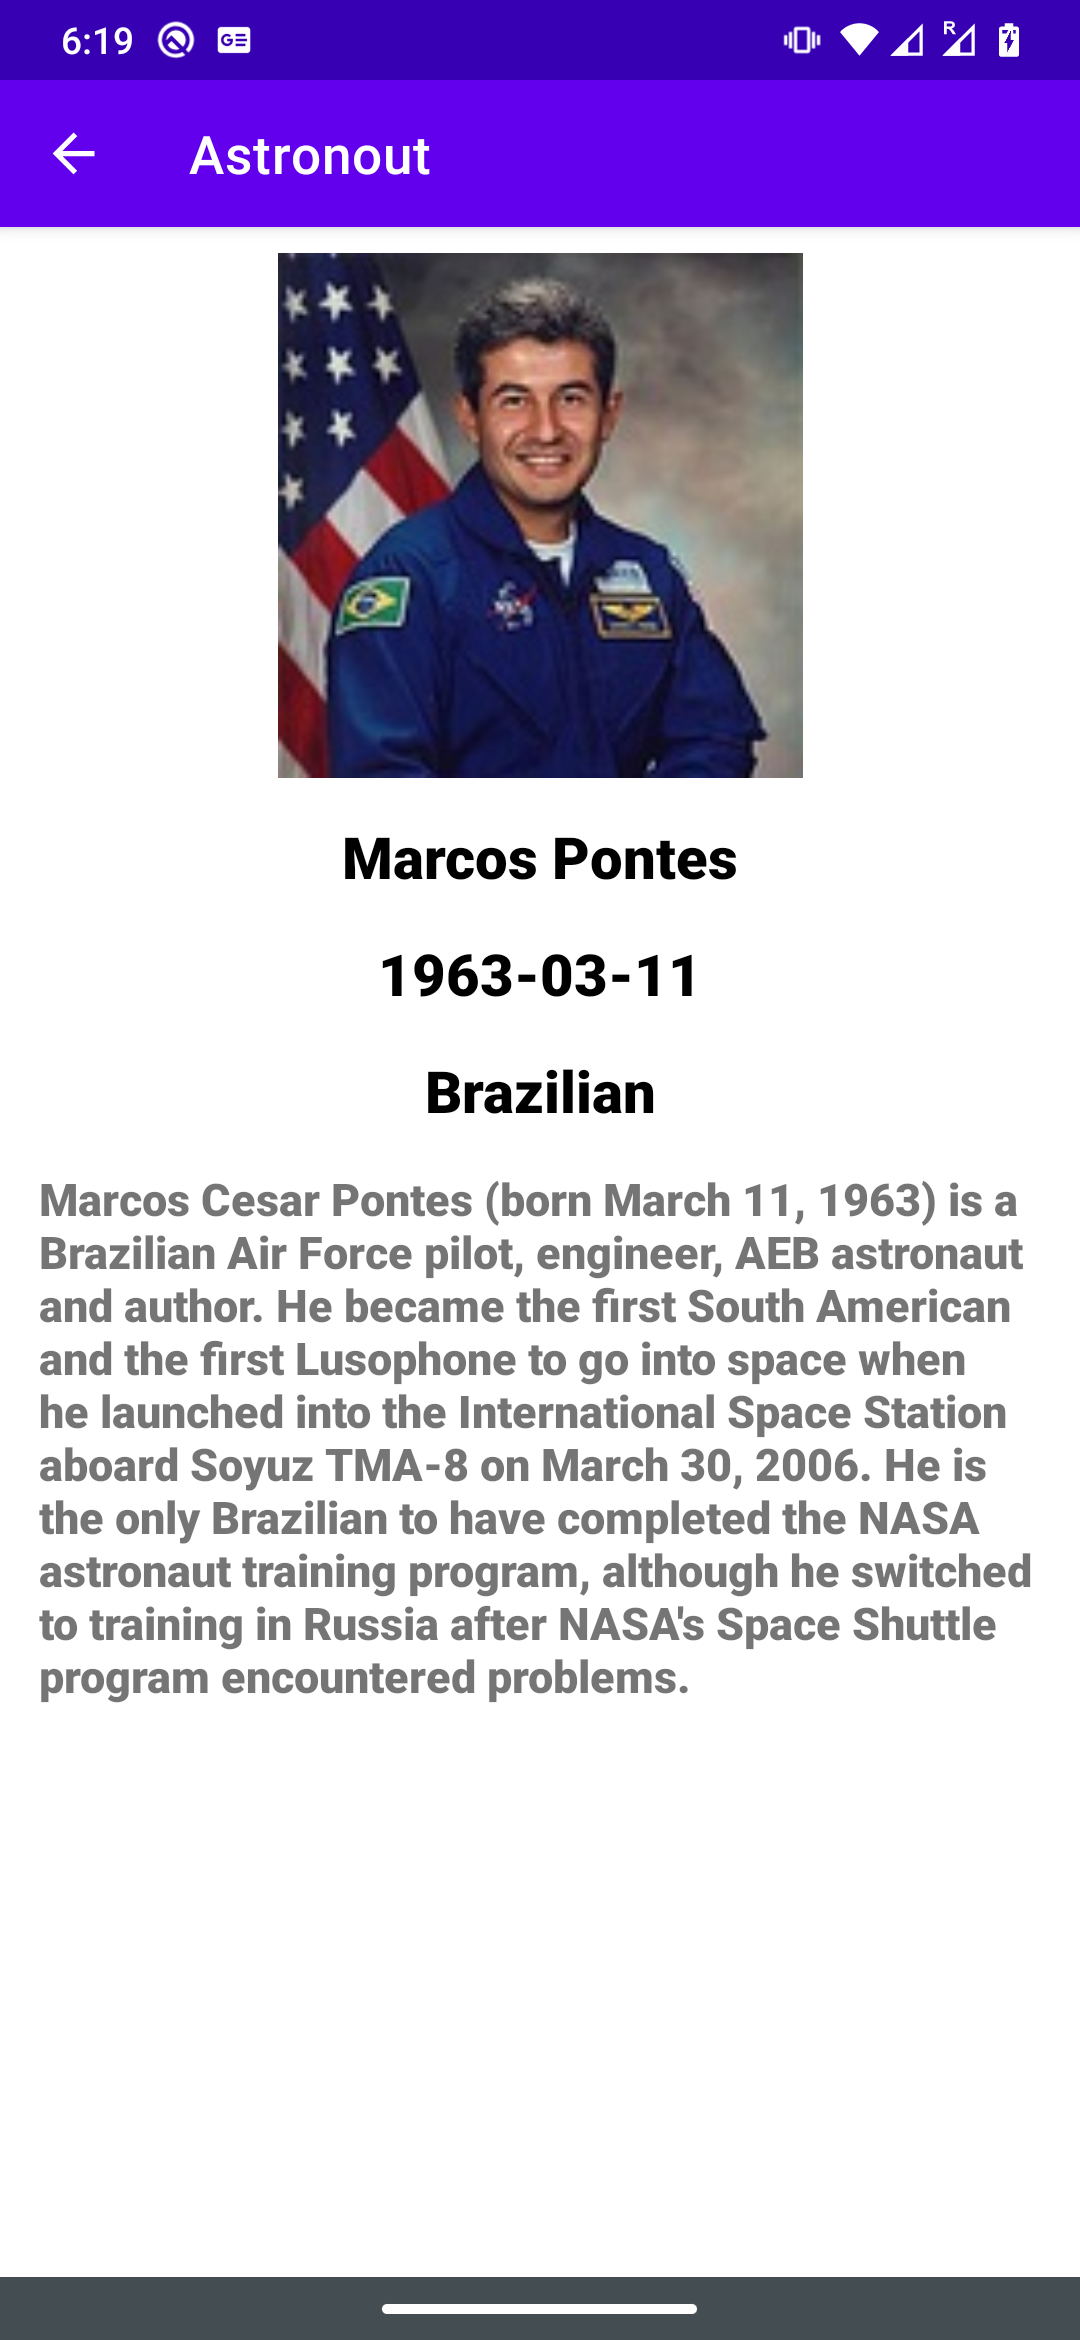 6:19
GE
R
Astronout
Marcos Pontes
1963-03-11
Brazilian
Marcos Cesar Pontes (born March 11, 1963) is a
Brazilian Air Force pilot, engineer, AEB astronaut
and author. He became the first South American
and the first Lusophone to go into space when
he launched into the International Space Station
aboard Soyuz TMA-8 on March 30, 2006. He is
the only Brazilian to have completed the NASA
astronaut training program, although he switched
to training in Russia after NASA's Space Shuttle
program encountered problems.